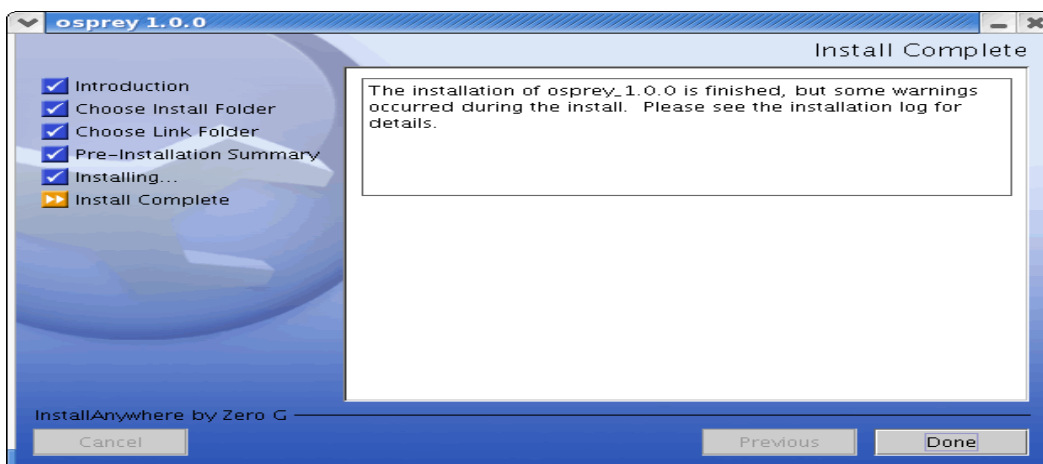 osprey 1.0.0
Install Complete
Introduction
Choose Install Folder
Choose Link Folder
Pre-Installation Summary
Installing...
Install Complete
The installation of osprey_1.0.0 is finished, but some warnings
occurred during the install.  Please see the installation log for
details.
InstallAnywhere by Zero G
Cancel
Previous
Done